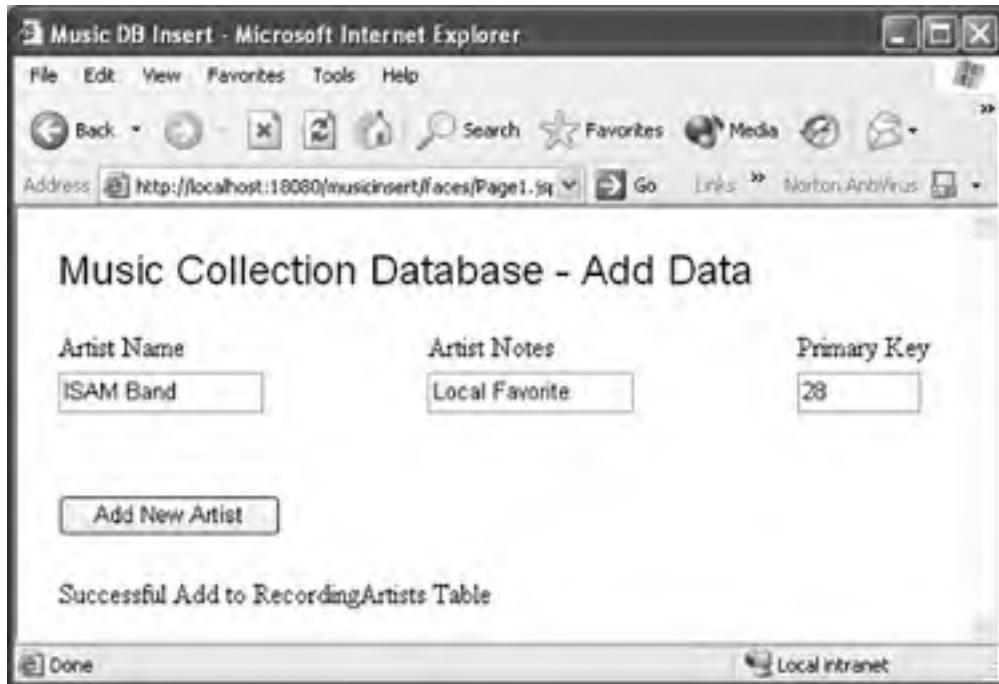 Music DB Insert - Microsoft Internet Explorer
File Edit View Favorites Tools Help
Back Search Favorites Media
Address http://localhost:18080/musicinsert/faces/Page1.jsp Go Links Norton AntiVirus
Music Collection Database - Add Data
Artist Name Artist Notes Primary Key
ISAM Band Local Favorite 28
Add New Artist
Successful Add to RecordingArtists Table
Done Local intranet